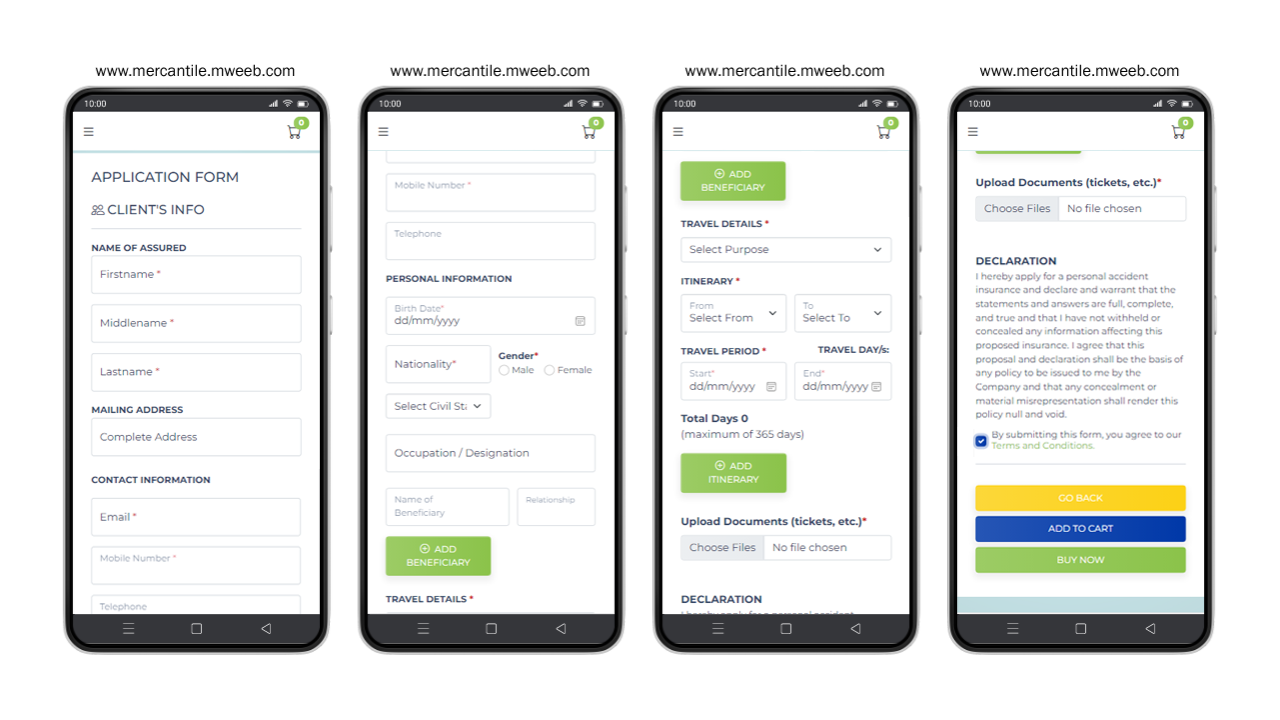 www.mercantile.mweeb.com
10:00
0
APPLICATION FORM
CLIENT'S INFO
NAME OF ASSURED
Firstname *
Middlename *
Lastname *
MAILING ADDRESS
Complete Address
CONTACT INFORMATION
Email *
Mobile Number *
Telephone
www.mercantile.mweeb.com
10:00
0
Mobile Number *
Telephone
PERSONAL INFORMATION
Birth Date*
dd/mm/yyyy
Nationality*
Gender*
Male Female
Select Civil St
Occupation / Designation
Name of
Beneficiary
Relationship
ADD
BENEFICIARY
TRAVEL DETAILS *
www.mercantile.mweeb.com
10:00
0
ADD
BENEFICIARY
TRAVEL DETAILS *
Select Purpose
ITINERARY *
From
Select From
To
Select To
TRAVEL PERIOD * TRAVEL DAY/s:
Start*
dd/mm/yyyy
End*
dd/mm/yyyy
Total Days 0
(maximum of 365 days)
ADD
ITINERARY
Upload Documents (tickets, etc.)*
Choose Files No file chosen
DECLARATION
I hereby apply for a personal accident
www.mercantile.mweeb.com
10:00
0
Upload Documents (tickets, etc.)*
Choose Files No file chosen
DECLARATION
I hereby apply for a personal accident
insurance and declare and warrant that the
statements and answers are full, complete,
and true and that I have not withheld or
concealed any information affecting this
proposed insurance. I agree that this
proposal and declaration shall be the basis of
any policy to be issued to me by the
Company and that any concealment or
material misrepresentation shall render this
policy null and void.
By submitting this form, you agree to our
Terms and Conditions.
GO BACK
ADD TO CART
BUY NOW